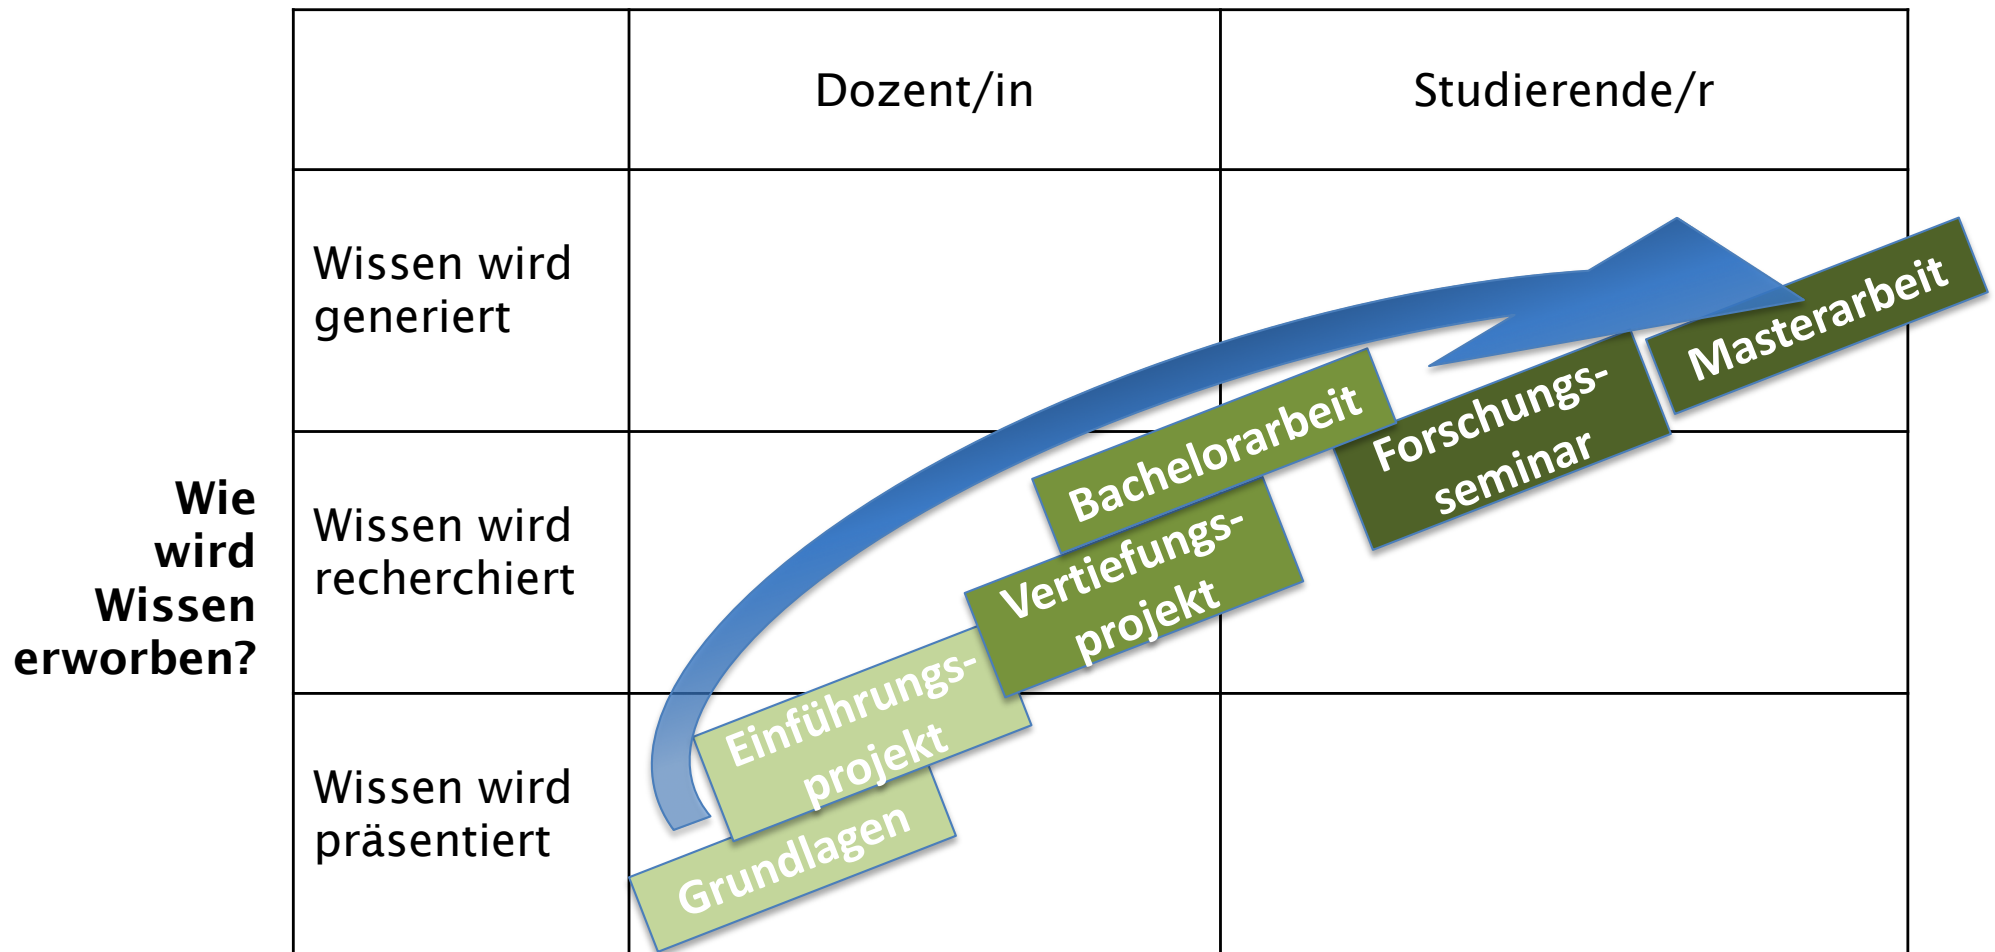 Dozent/in
Studierende/r
Wissen wird
generiert
Masterarbeit
Bachelorarbeit
Forschungs-
seminar
Wie
wird
Wissen
erworben?
Wissen wird
recherchiert
Vertiefungs-
projekt
Einführungs-
projekt
Wissen wird
präsentiert
Grundlagen